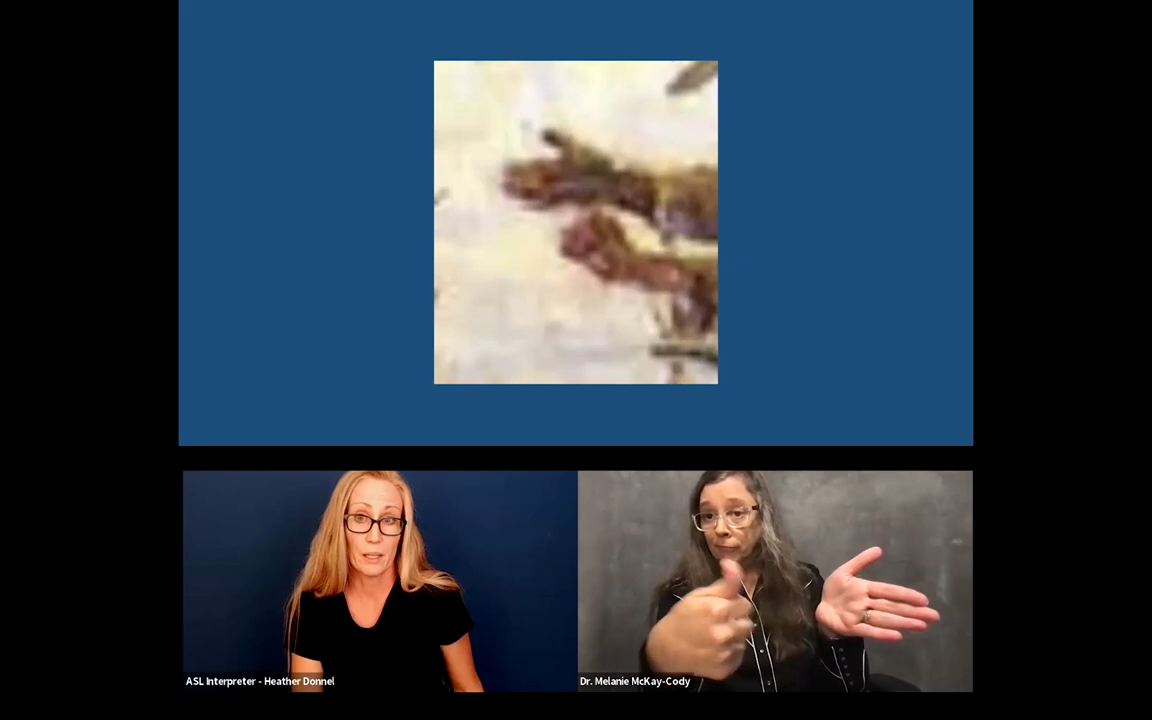 ASL Interpreter - Heather Donnel
Dr. Melanie McKay-Cody